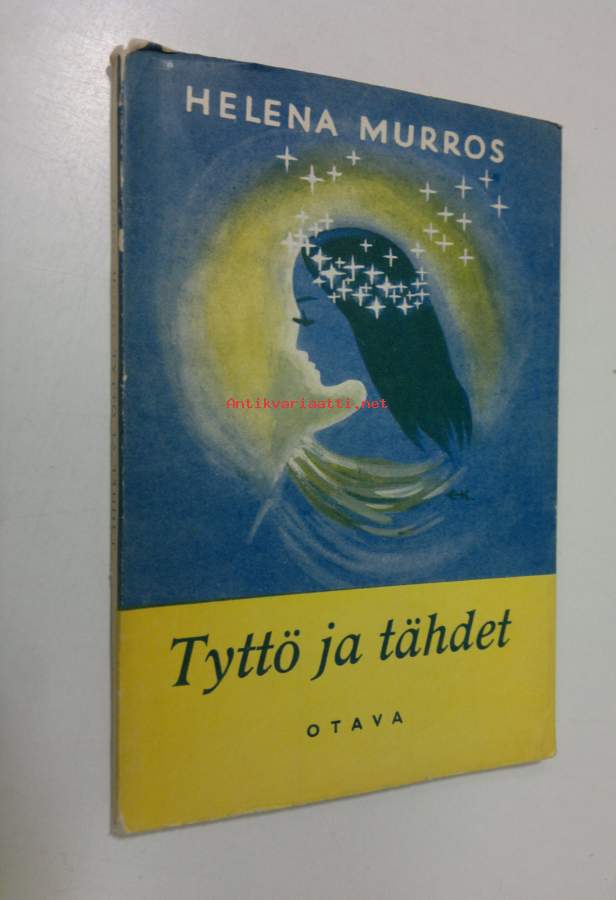 HELENA MURROS
Antikvariaatti.net
Tyttö ja tähdet
OTAVA